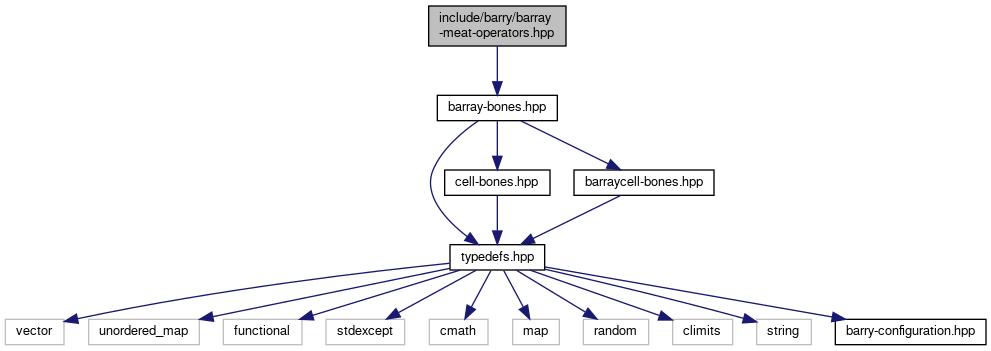 include/barry/barray
-meat-operators.hpp
barray-bones.hpp
cell-bones.hpp
barraycell-bones.hpp
typedefs.hpp
vector
unordered_map
functional
stdexcept
cmath
map
random
climits
string
barry-configuration.hpp